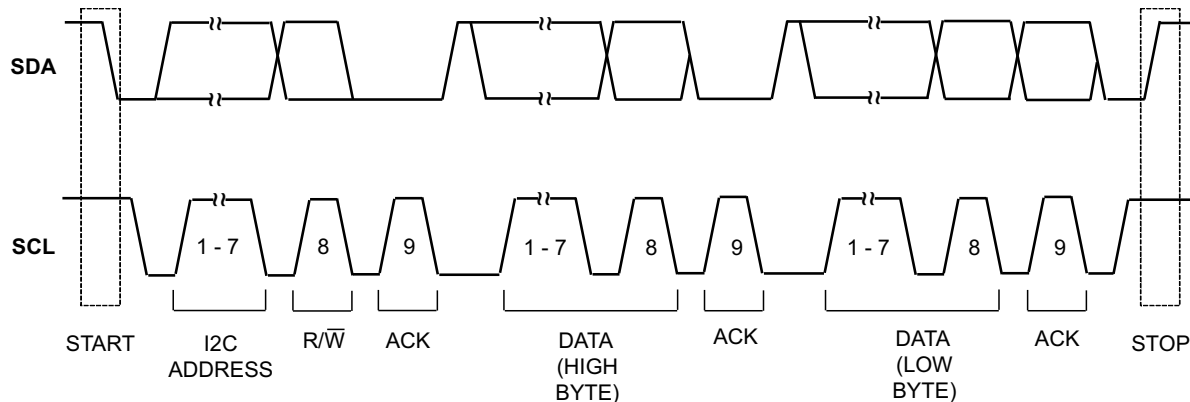 SDA
SCL
1 - 7
8
9
1 - 7
8
9
1 - 7
8
9
START
I2C
ADDRESS
R/W̅
ACK
DATA
(HIGH
BYTE)
ACK
DATA
(LOW
BYTE)
ACK
STOP